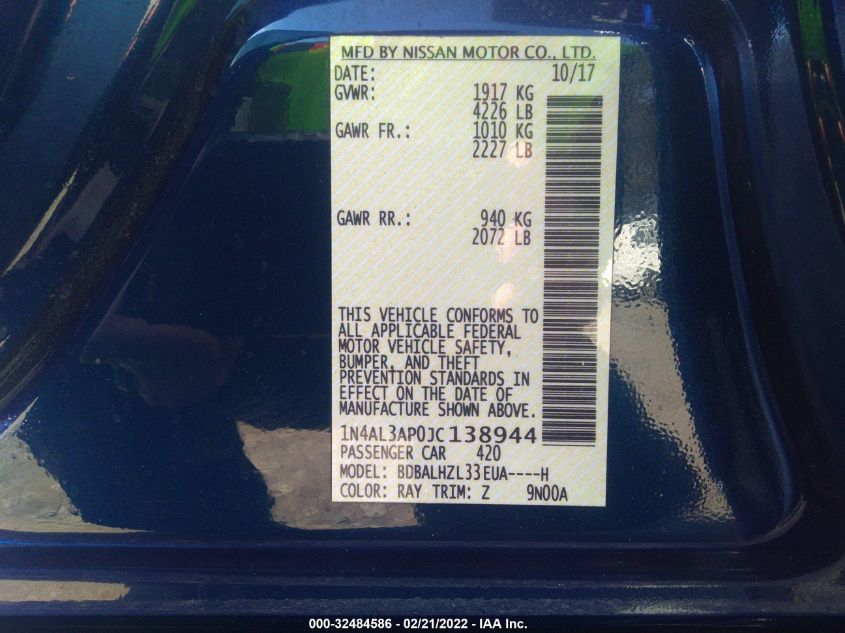 MFD BY NISSAN MOTOR CO., LTD.
DATE: 10/17
GVWR: 1917 KG
4226 LB
GAWR FR.: 1010 KG
2227 LB
GAWR RR.: 940 KG
2072 LB
THIS VEHICLE CONFORMS TO
ALL APPLICABLE FEDERAL
MOTOR VEHICLE SAFETY,
BUMPER, AND THEFT
PREVENTION STANDARDS IN
EFFECT ON THE DATE OF
MANUFACTURE SHOWN ABOVE.
1N4AL3AP0JC138944
PASSENGER CAR 420
MODEL: BDBALHZL33EUA----H
COLOR: RAY TRIM: Z 9N00A
000-32484586 - 02/21/2022 - IAA Inc.